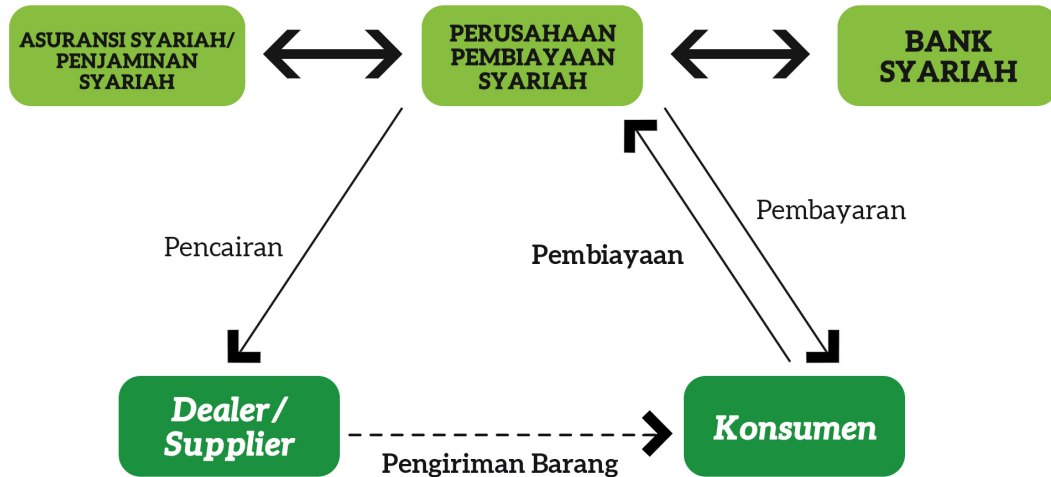 ASURANSI SYARIAH/
PENJAMINAN
SYARIAH
PERUSAHAAN
PEMBIAYAAN
SYARIAH
BANK
SYARIAH
Pencairan
Pembiayaan
Pembayaran
Dealer/
Supplier
Pengiriman Barang
Konsumen